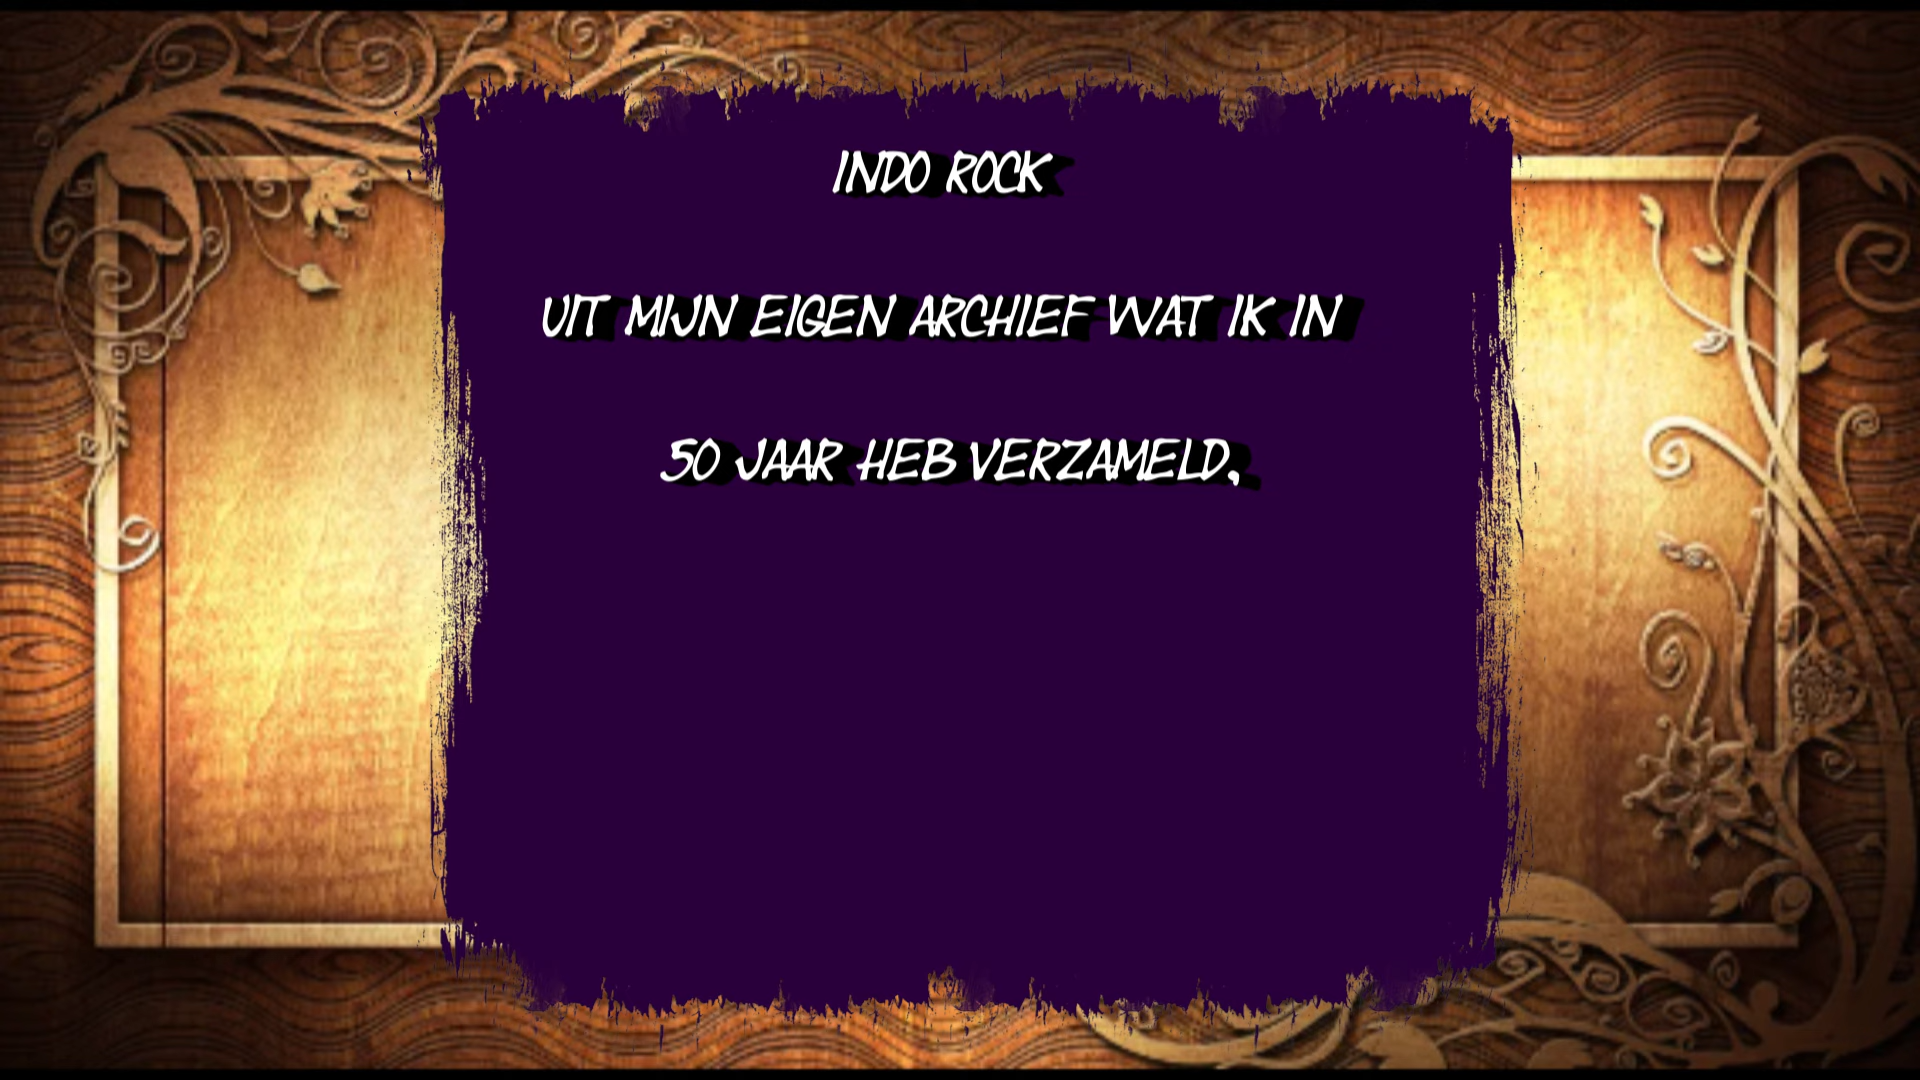 INDO ROCK
UIT MIJN EIGEN ARCHIEF WAT IK IN
50 JAAR HEB VERZAMELD,